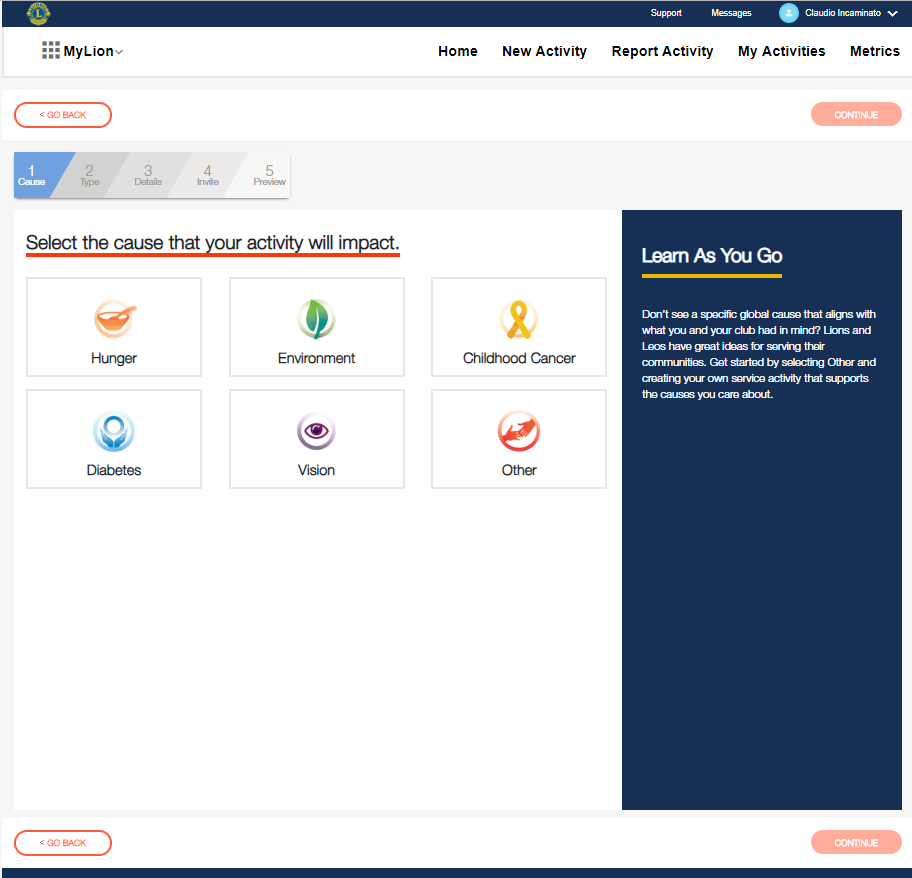 L
Support Messages Claudio Incaminato
MyLion Home New Activity Report Activity My Activities Metrics
< GO BACK CONTINUE
1 2 3 4 5
Cause Type Details Invite Preview
Select the cause that your activity will impact.
Hunger Environment Childhood Cancer
Diabetes Vision Other
Learn As You Go
Don't see a specific global cause that aligns with
what you and your club had in mind? Lions and
Leos have great ideas for serving their
communities. Get started by selecting Other and
creating your own service activity that supports
the causes you care about.
< GO BACK CONTINUE